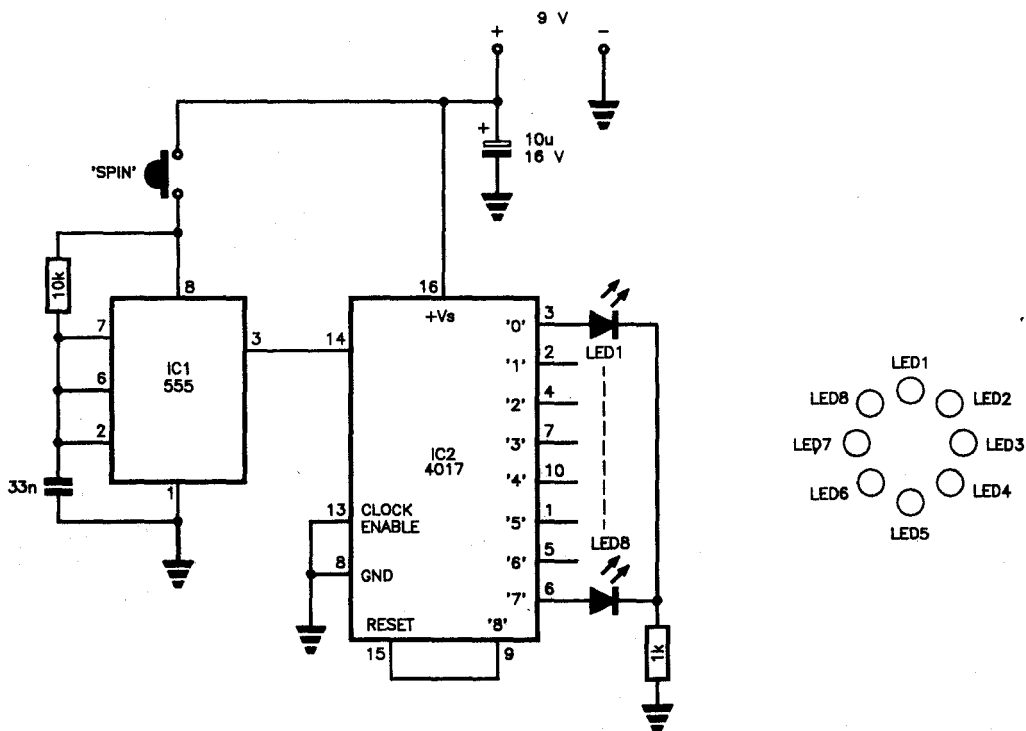 9 V
+ -
+
10u
16 V
'SPIN'
10k
8
7
6
2
3
1
IC1
555
33n
16
+Vs
14
IC2
4017
13
CLOCK
ENABLE
8
GND
RESET
15
'8'
9
'0' 3
'1' 2
'2' 4
'3' 7
'4' 10
'5' 1
'6' 5
'7' 6
LED1
LED8
1k
LED1
LED8 LED2
LED7 LED3
LED6 LED4
LED5